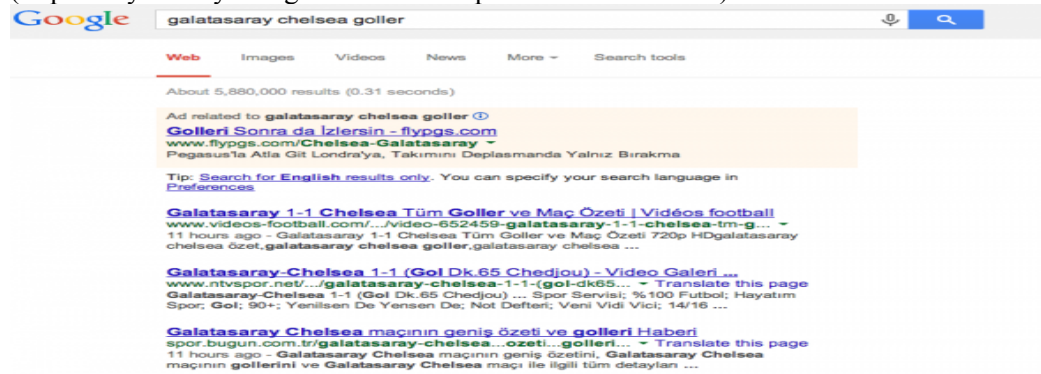 Google
galatasaray chelsea goller
Web Images Videos News More Search tools
About 5,880,000 results (0.31 seconds)
Ad related to galatasaray chelsea goller
Golleri Sonra da İzlersin - flypgs.com
www.flypgs.com/Chelsea-Galatasaray
Pegasus'la Atla Git Londra'ya, Takımını Deplasmanda Yalnız Bırakma
Tip: Search for English results only. You can specify your search language in
Preferences
Galatasaray 1-1 Chelsea Tüm Goller ve Maç Özeti | Vidéos football
www.videos-football.com/.../video-652459-galatasaray-1-1-chelsea-tm-g...
11 hours ago - Galatasaray 1-1 Chelsea Tüm Goller ve Maç Özeti 720p HDgalatasaray
chelsea özet,galatasaray chelsea goller,galatasaray chelsea ...
Galatasaray-Chelsea 1-1 (Gol Dk.65 Chedjou) - Video Galeri ...
www.ntvspor.net/.../galatasaray-chelsea-1-1-(gol-dk65... Translate this page
Galatasaray-Chelsea 1-1 (Gol Dk.65 Chedjou) ... Spor Servisi; %100 Futbol; Hayatım
Spor; Gol; 90+; Yenilsen De Yensen De; Not Defteri; Veni Vidi Vici; 14/16 ...
Galatasaray Chelsea maçının geniş özeti ve golleri Haberi
spor.bugun.com.tr/galatasaray-chelsea...ozeti...golleri... Translate this page
11 hours ago - Galatasaray Chelsea maçının geniş özetini, Galatasaray Chelsea
maçının gollerini ve Galatasaray Chelsea maçı ile ilgili tüm detayları ...